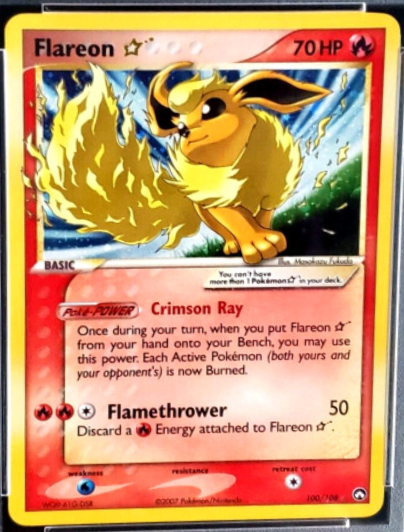 Flareon ☆ 70 HP
BASIC
Illus. Masakazu Fukuda
You can't have
more than 1 Pokémon ☆ in your deck.
Poké-POWER Crimson Ray
Once during your turn, when you put Flareon ☆
from your hand onto your Bench, you may use
this power. Each Active Pokémon (both yours and
your opponent's) is now Burned.
Flamethrower 50
Discard a Energy attached to Flareon ☆.
weakness resistance retreat cost
©2007 Pokémon/Nintendo 100/108